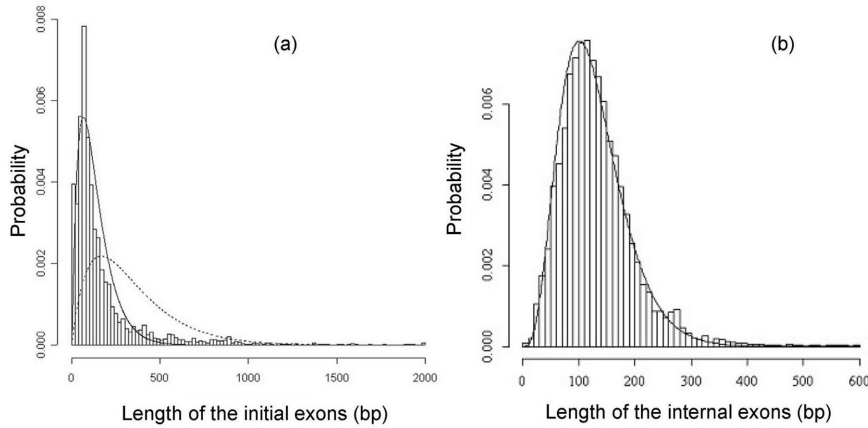 (a)
Probability
0.008
0.006
0.004
0.002
0.000
0 500 1000 1500 2000
Length of the initial exons (bp)
(b)
Probability
0.006
0.004
0.002
0.000
0 100 200 300 400 500 600
Length of the internal exons (bp)